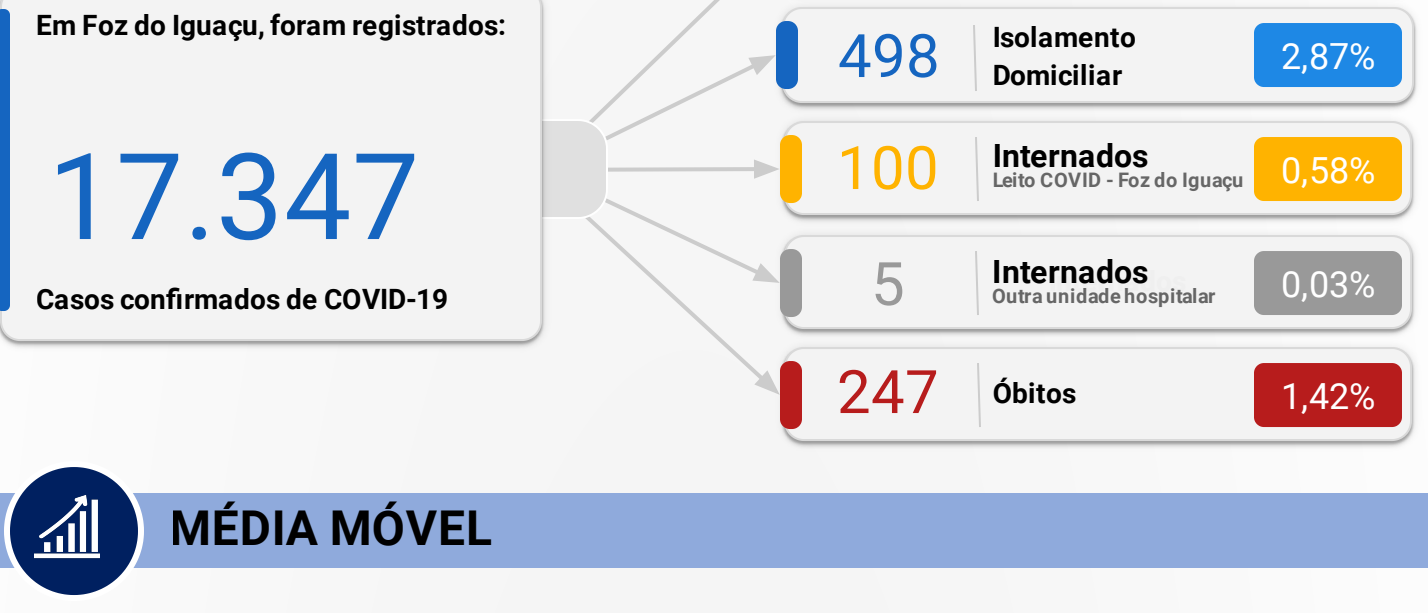 Em Foz do Iguaçu, foram registrados:
17.347
Casos confirmados de COVID-19
498
Isolamento
Domiciliar
2,87%
100
Internados
Leito COVID - Foz do Iguaçu
0,58%
5
Internados
Outra unidade hospitalar
0,03%
247
Óbitos
1,42%
MÉDIA MÓVEL